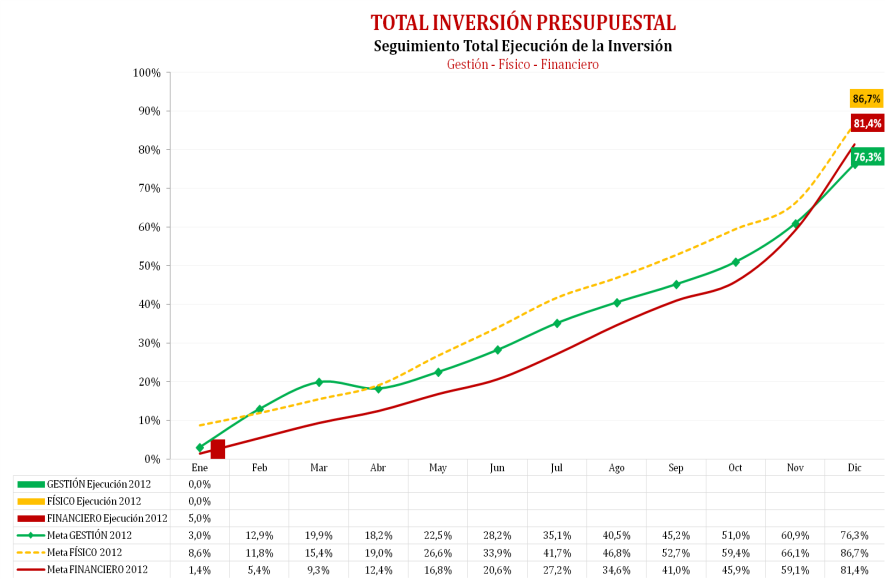 TOTAL INVERSIÓN PRESUPUESTAL
Seguimiento Total Ejecución de la Inversión
Gestión - Físico - Financiero
100%
90%
80%
70%
60%
50%
40%
30%
20%
10%
0%
86,7%
81,4%
76,3%
Ene Feb Mar Abr May Jun Jul Ago Sep Oct Nov Dic
GESTIÓN Ejecución 2012 0,0%
FÍSICO Ejecución 2012 0,0%
FINANCIERO Ejecución 2012 5,0%
Meta GESTIÓN 2012 3,0% 12,9% 19,9% 18,2% 22,5% 28,2% 35,1% 40,5% 45,2% 51,0% 60,9% 76,3%
Meta FÍSICO 2012 8,6% 11,8% 15,4% 19,0% 26,6% 33,9% 41,7% 46,8% 52,7% 59,4% 66,1% 86,7%
Meta FINANCIERO 2012 1,4% 5,4% 9,3% 12,4% 16,8% 20,6% 27,2% 34,6% 41,0% 45,9% 59,1% 81,4%